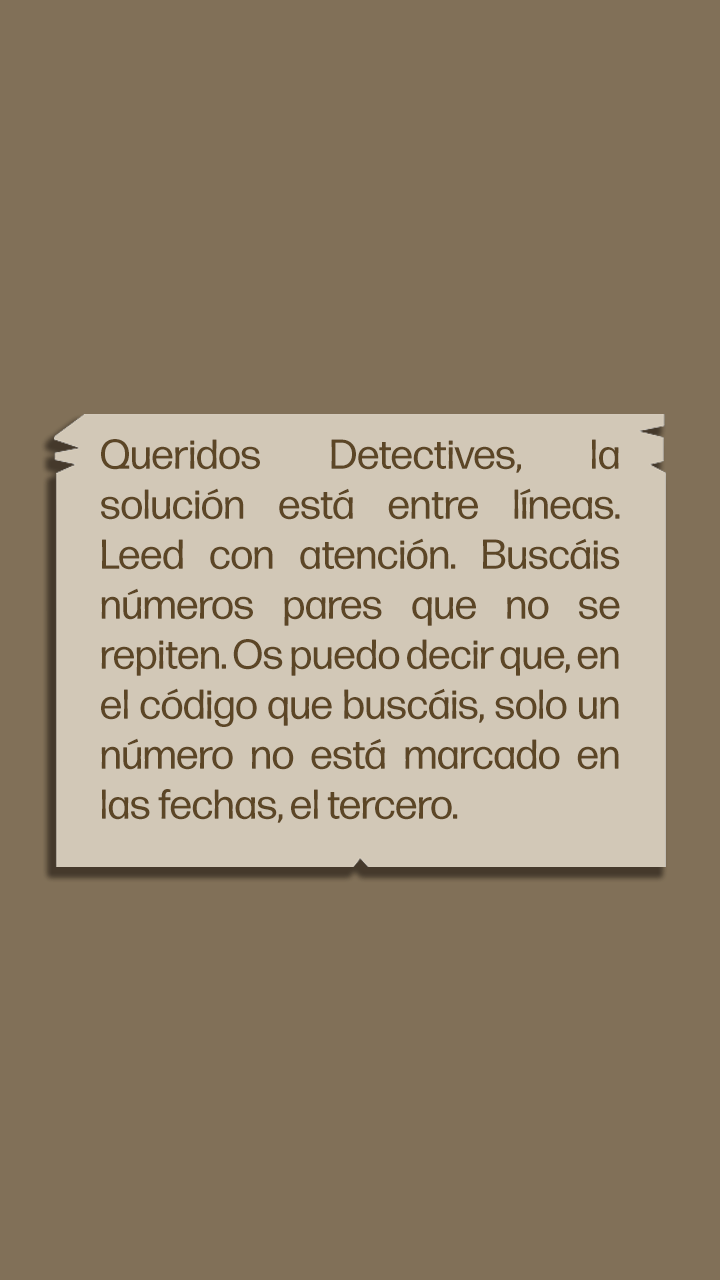 Queridos Detectives, la
solución está entre líneas.
Leed con atención. Buscáis
números pares que no se
repiten. Os puedo decir que, en
el código que buscáis, solo un
número no está marcado en
las fechas, el tercero.